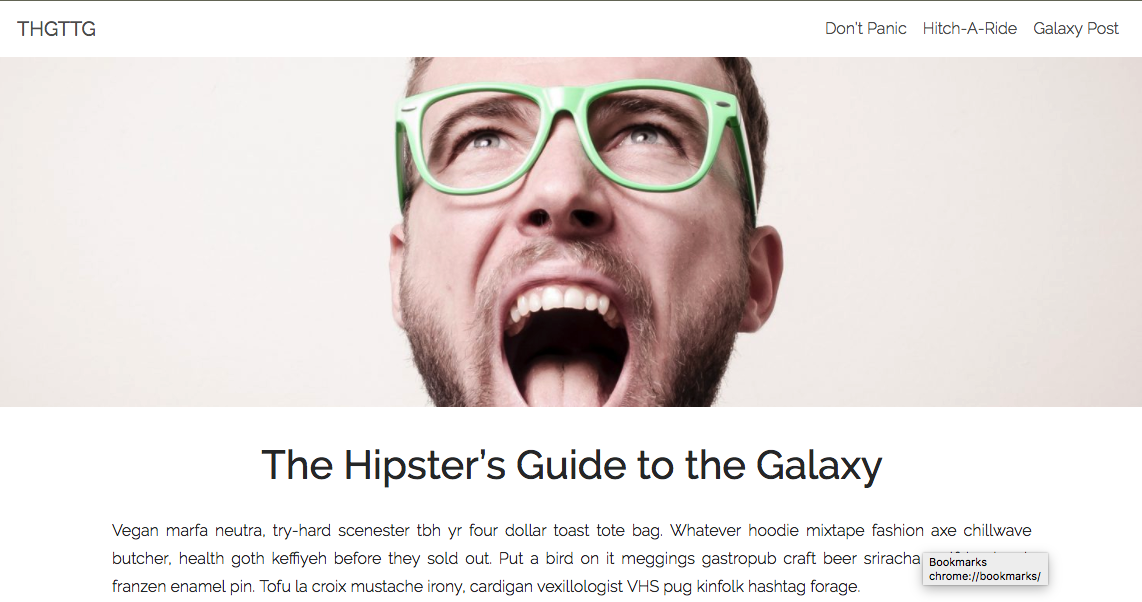 THGTTG
Don't Panic Hitch-A-Ride Galaxy Post
The Hipster's Guide to the Galaxy
Vegan marfa neutra, try-hard scenester tbh yr four dollar toast tote bag. Whatever hoodie mixtape fashion axe chillwave
butcher, health goth keffiyeh before they sold out. Put a bird on it meggings gastropub craft beer sriracha
franzen enamel pin. Tofu la croix mustache irony, cardigan vexillologist VHS pug kinfolk hashtag forage.
Bookmarks
chrome://bookmarks/